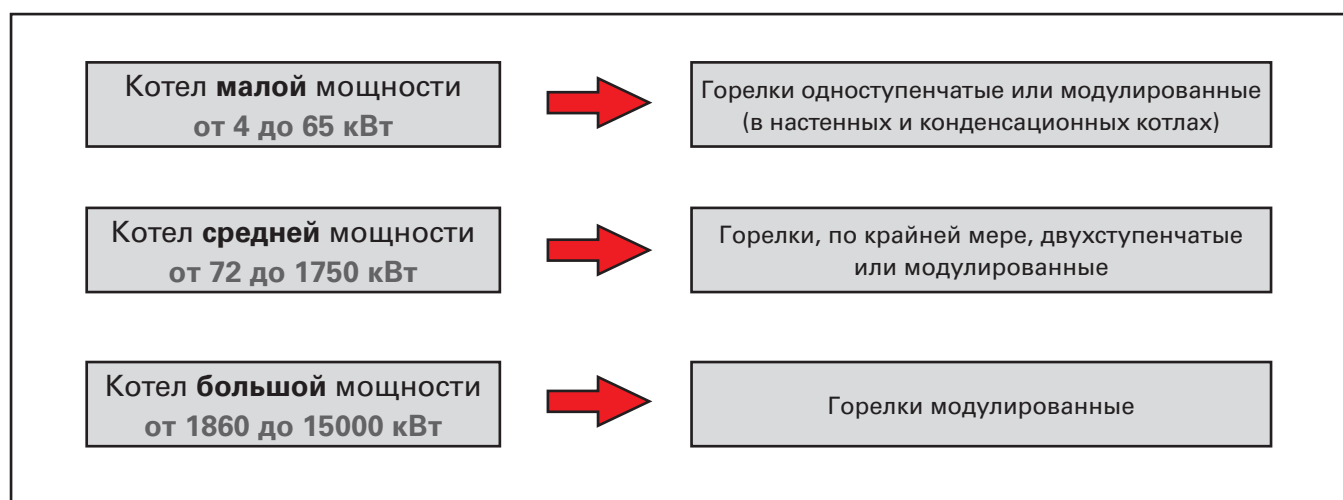 Котел малой мощности
от 4 до 65 кВт
Горелки одноступенчатые или модулированные
(в настенных и конденсационных котлах)
Котел средней мощности
от 72 до 1750 кВт
Горелки, по крайней мере, двухступенчатые
или модулированные
Котел большой мощности
от 1860 до 15000 кВт
Горелки модулированные